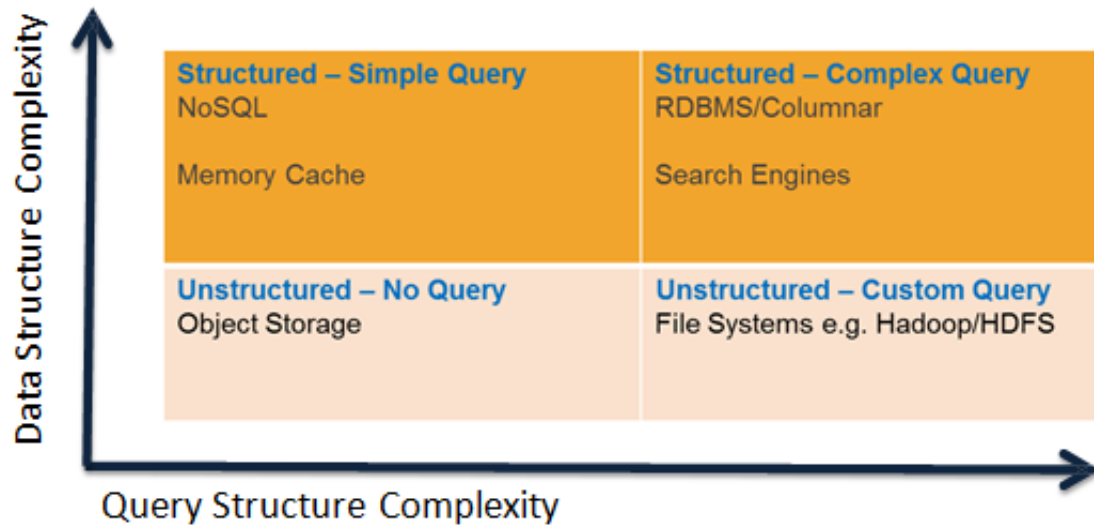 Data Structure Complexity
Structured – Simple Query
NoSQL
Memory Cache
Structured – Complex Query
RDBMS/Columnar
Search Engines
Unstructured – No Query
Object Storage
Unstructured – Custom Query
File Systems e.g. Hadoop/HDFS
Query Structure Complexity